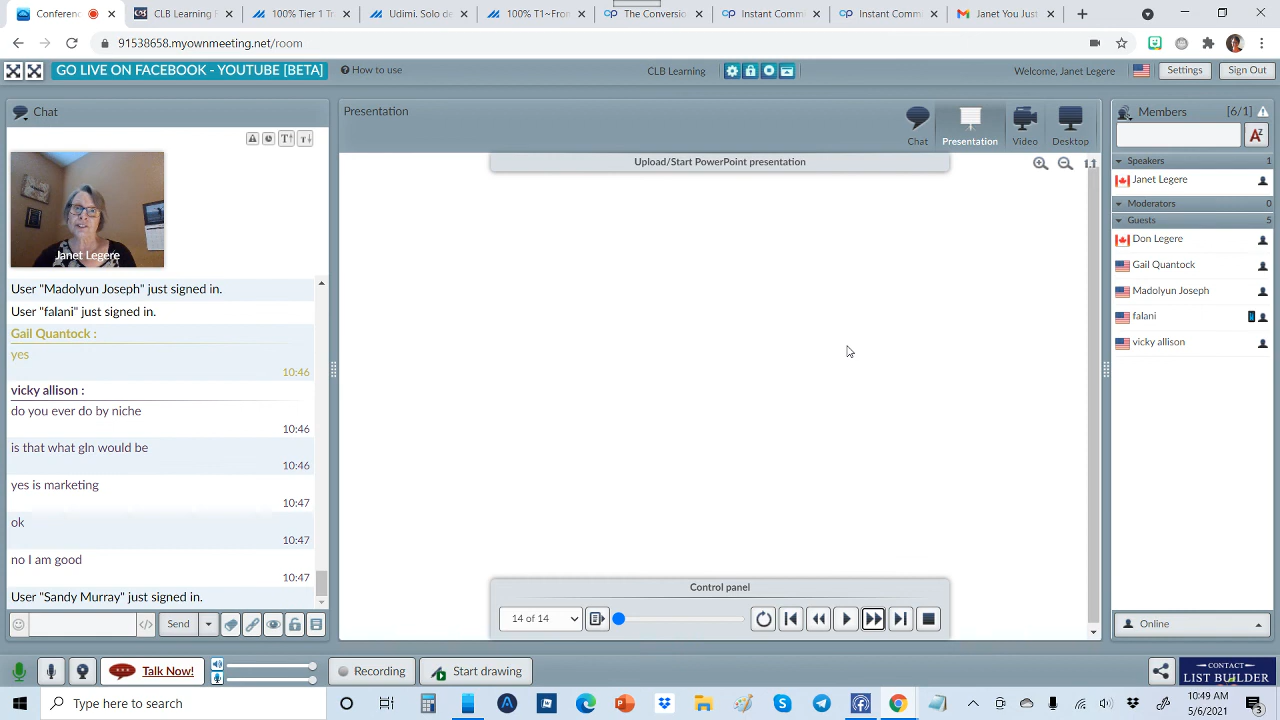 Conferenc
CLB Learning F
100% Tier 1 Tr
Udimi. Solo de
100% T1~Fron
The Conversio
Instant Comm
Instant Comm
Janet You Just
91538658.myownmeeting.net/room
GO LIVE ON FACEBOOK - YOUTUBE [BETA]
How to use
CLB Learning
Welcome, Janet Legere
Settings
Sign Out
Chat
Janet Legere
User "Madolyun Joseph" just signed in.
User "falani" just signed in.
Gail Quantock :
yes
10:46
vicky allison :
do you ever do by niche
10:46
is that what gln would be
10:46
yes is marketing
10:47
ok
10:47
no I am good
10:47
User "Sandy Murray" just signed in.
Send
Presentation
Chat
Presentation
Video
Desktop
Upload/Start PowerPoint presentation
1:1
Control panel
14 of 14
Members
[6/1]
Speakers 1
Janet Legere
Moderators 0
Guests 5
Don Legere
Gail Quantock
Madolyun Joseph
falani
vicky allison
Online
Talk Now!
Recording
Start drawing
CONTACT
LIST BUILDER
Type here to search
10:49 AM
5/6/2021
3